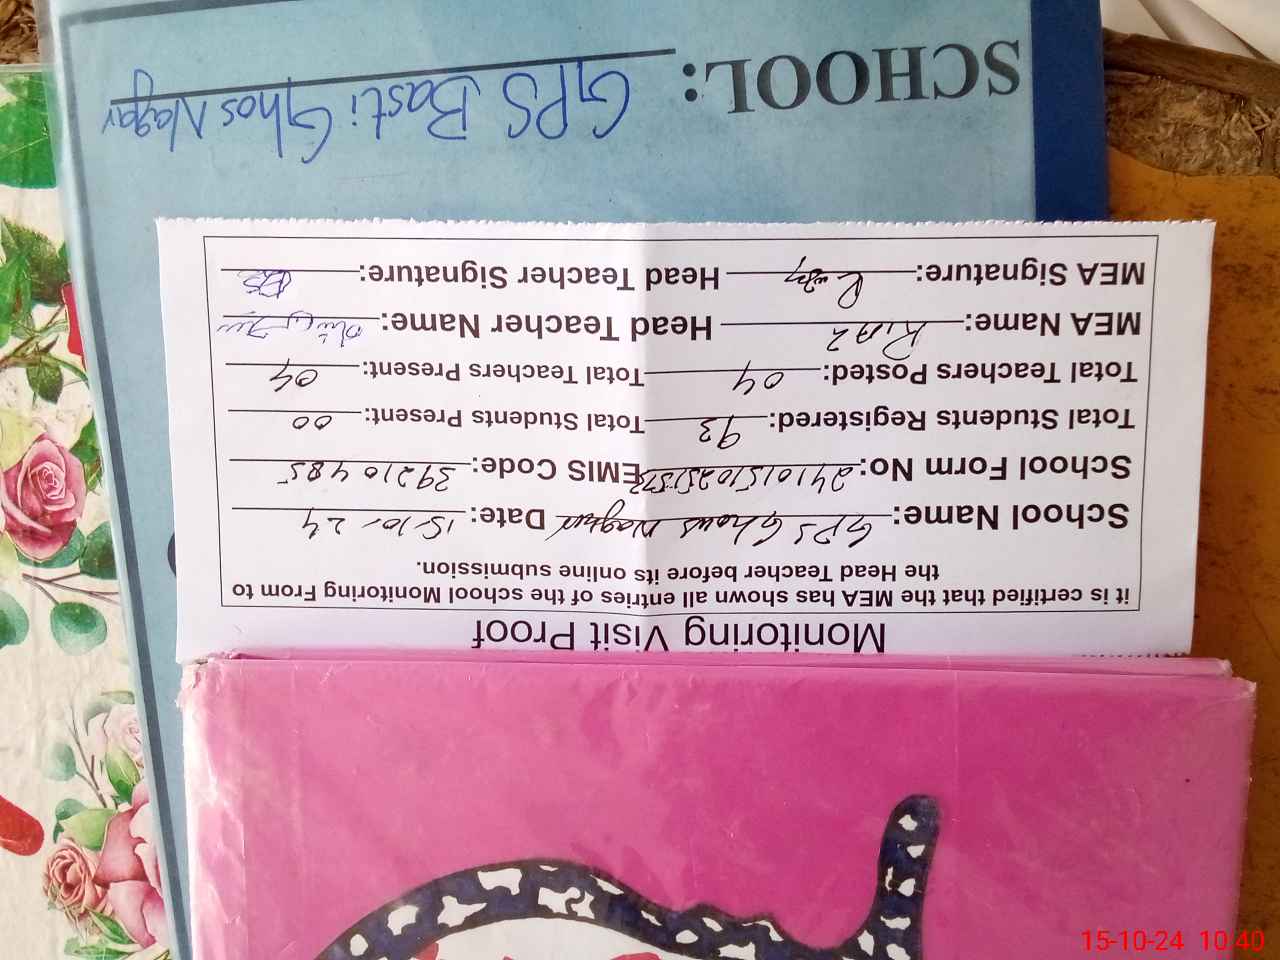 Monitoring Visit Proof
it is certified that the MEA has shown all entries of the school Monitoring From to
the Head Teacher before its online submission.
School Name: GPS Ghous Nagar Date: 15-10-24
School Form No: EMIS Code: 39210485
Total Students Registered: 93 Total Students Present: 00
Total Teachers Posted: 04 Total Teachers Present: 04
MEA Name: Riaz Head Teacher Name:
MEA Signature: Head Teacher Signature:
SCHOOL: GPS Basti Ghos Nagar
15-10-24 10:40